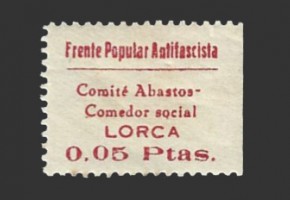 Frente Popular Antifascista
Comité Abastos-
Comedor social
LORCA
0.05 Ptas.